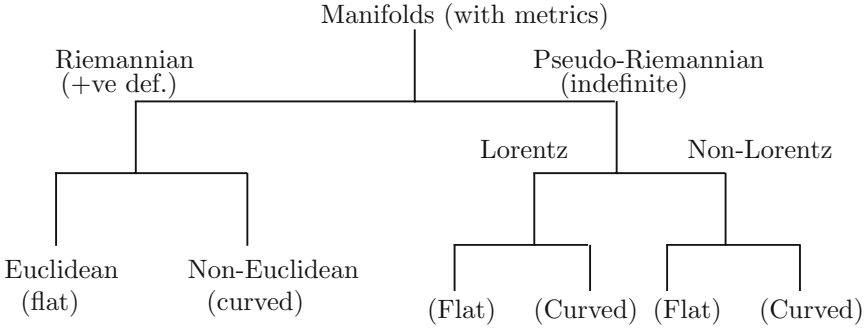 Manifolds (with metrics)
Riemannian
(+ve def.)
Pseudo-Riemannian
(indefinite)
Lorentz
Non-Lorentz
Euclidean
(flat)
Non-Euclidean
(curved)
(Flat)
(Curved)
(Flat)
(Curved)